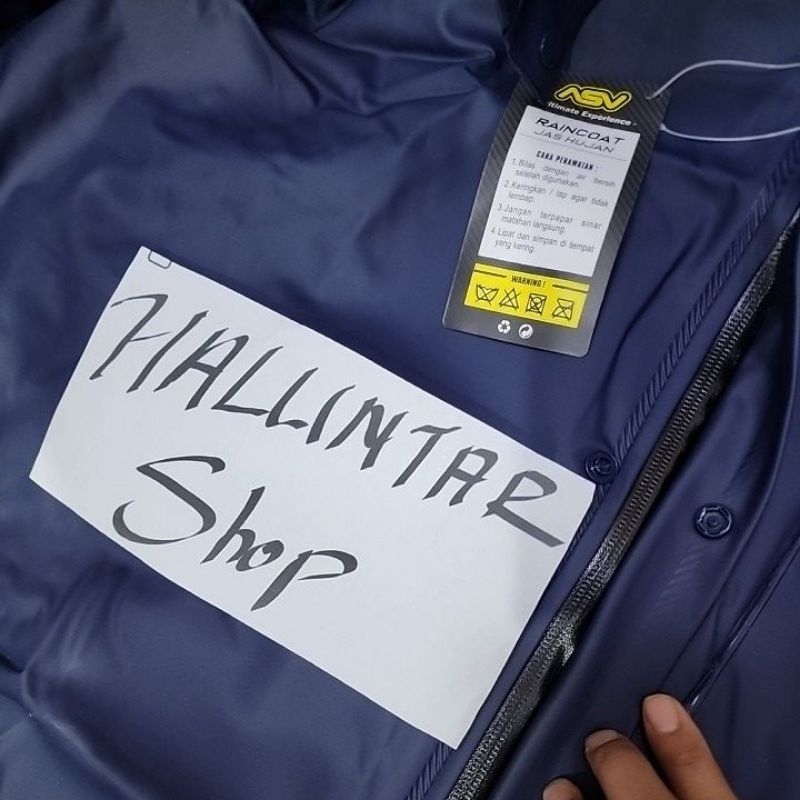 ASV
Ultimate Experience
RAINCOAT
JAS HUJAN
CARA PERAWATAN :
1. Bilas dengan air bersih
setelah digunakan.
2. Keringkan / lap agar tidak
lembap.
3. Jangan terpapar sinar
matahari langsung.
4. Lipat dan simpan di tempat
yang kering.
WARNING !
HALLINTAR
Shop